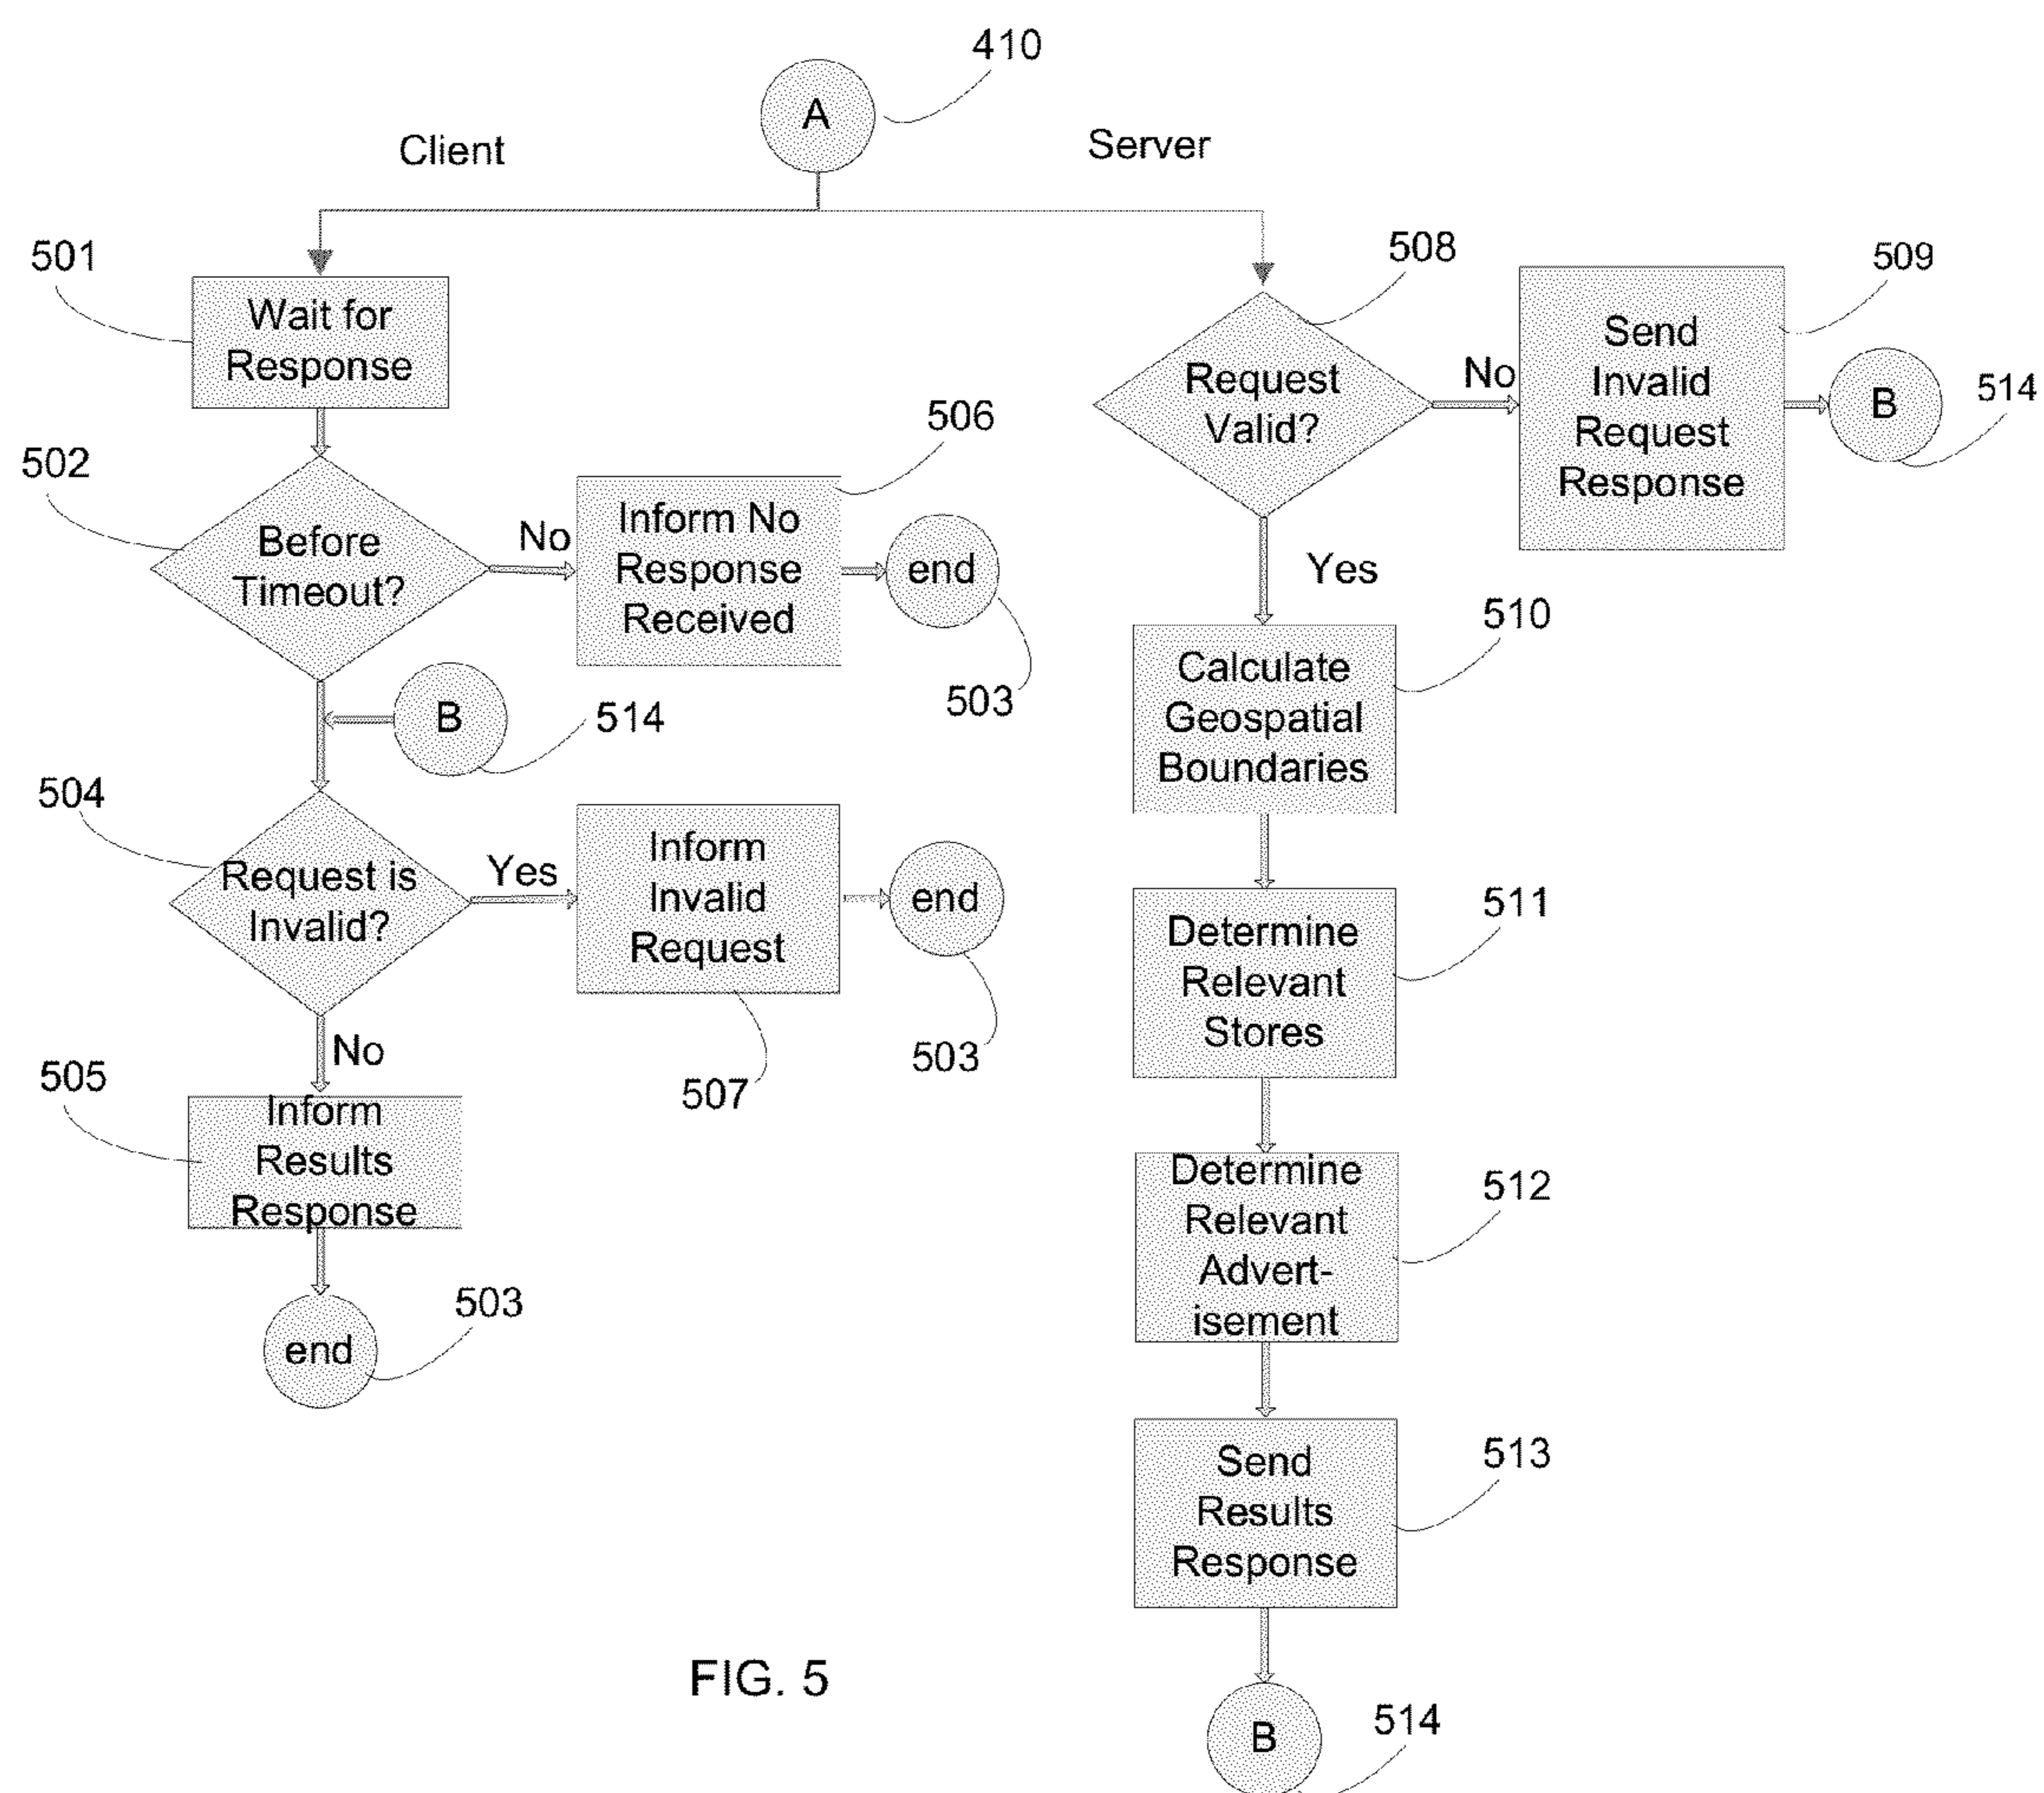 410
A
Client
Server
501
Wait for
Response
508
Request
Valid?
No
509
Send
Invalid
Request
Response
B
514
502
Before
Timeout?
No
506
Inform No
Response
Received
end
503
Yes
B
514
510
Calculate
Geospatial
Boundaries
504
Request is
Invalid?
Yes
Inform
Invalid
Request
507
end
503
511
Determine
Relevant
Stores
No
505
Inform
Results
Response
512
Determine
Relevant
Advert-
isement
end
503
513
Send
Results
Response
FIG. 5
B
514